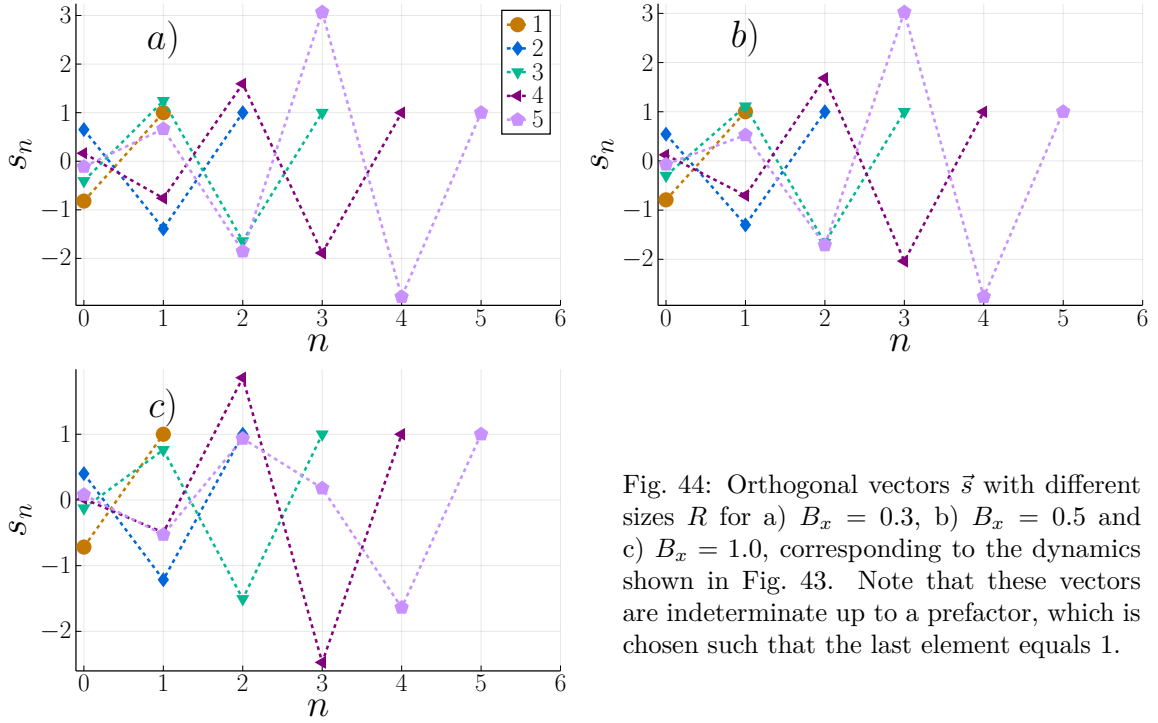 a)
1
2
3
4
5
3
2
1
0
−1
−2
s_n
0 1 2 3 4 5 6
n
b)
3
2
1
0
−1
−2
s_n
0 1 2 3 4 5 6
n
c)
1
0
−1
−2
s_n
0 1 2 3 4 5 6
n
Fig. 44: Orthogonal vectors s⃗ with different
sizes R for a) B_x = 0.3, b) B_x = 0.5 and
c) B_x = 1.0, corresponding to the dynamics
shown in Fig. 43. Note that these vectors
are indeterminate up to a prefactor, which is
chosen such that the last element equals 1.